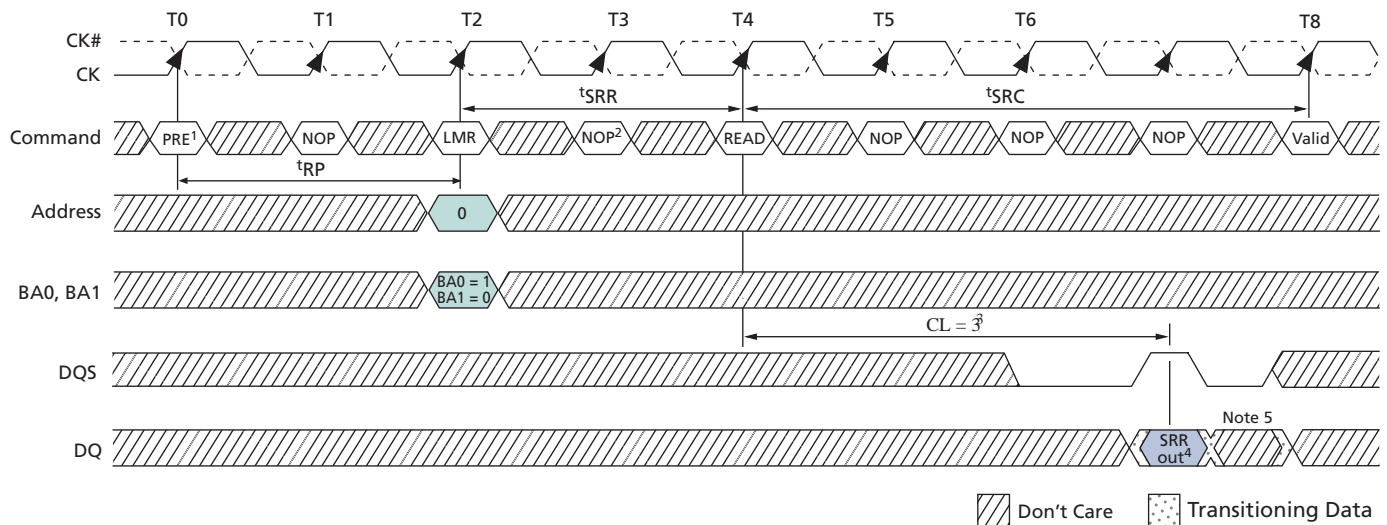 T0 T1 T2 T3 T4 T5 T6 T8
CK#
CK
tSRR tSRC
Command PRE1 NOP LMR NOP2 READ NOP NOP NOP Valid
tRP
Address 0
BA0, BA1 BA0 = 1
BA1 = 0
CL = 33
DQS
Note 5
DQ SRR
out4
Don't Care Transitioning Data